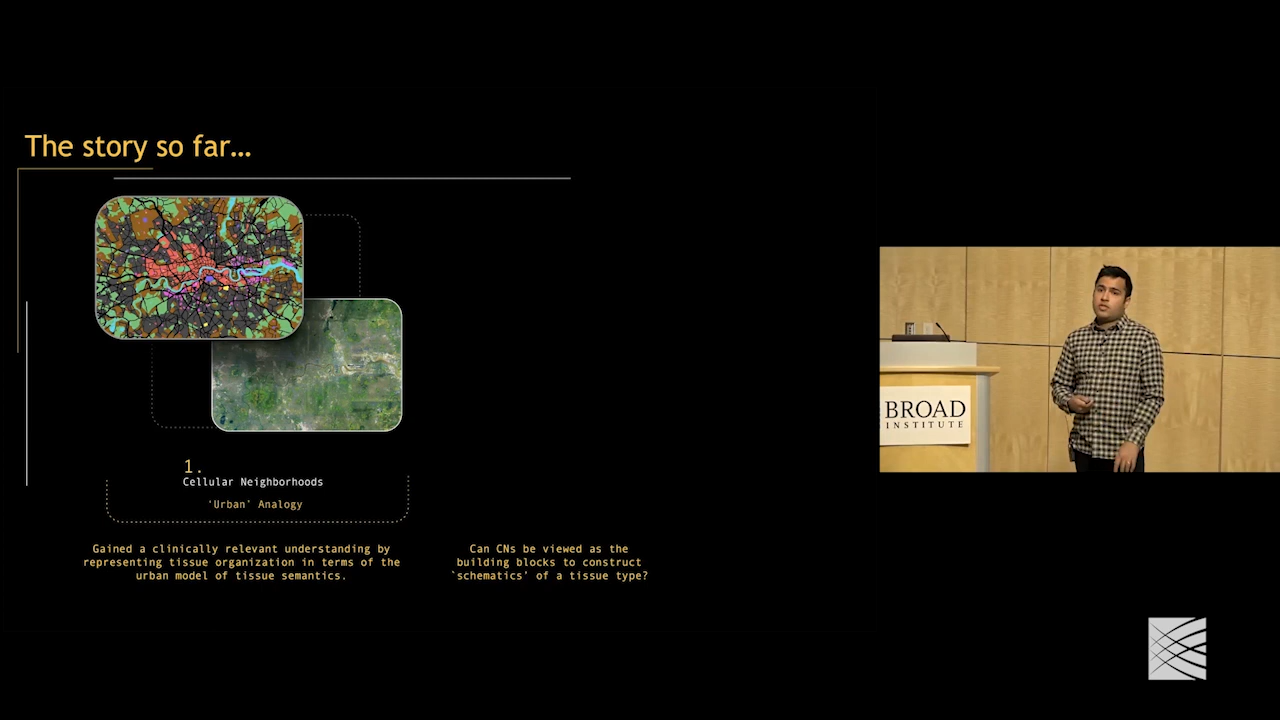 The story so far…
1.
Cellular Neighborhoods
'Urban' Analogy
Gained a clinically relevant understanding by
representing tissue organization in terms of the
urban model of tissue semantics.
Can CNs be viewed as the
building blocks to construct
`schematics' of a tissue type?
BROAD
INSTITUTE